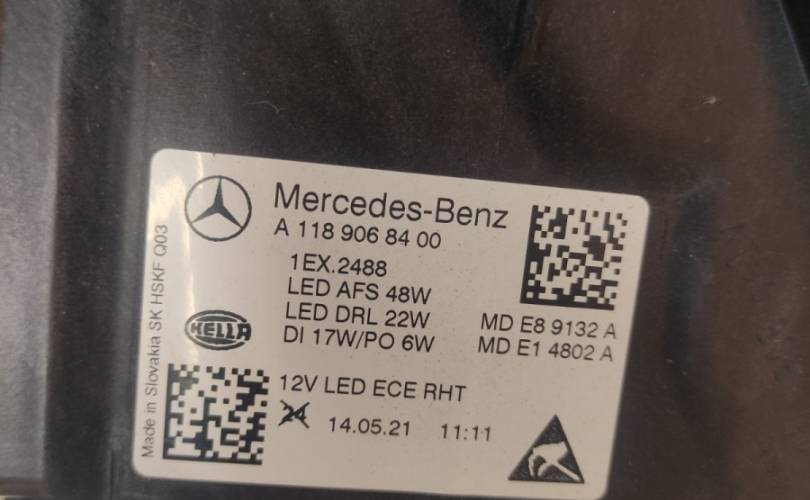 Mercedes-Benz
A 118 906 84 00
1EX.2488
LED AFS 48W
LED DRL 22W
DI 17W/PO 6W
MD E8 9132 A
MD E1 4802 A
HELLA
12V LED ECE RHT
24
14.05.21 11:11
Made in Slovakia SK HSKF Q03